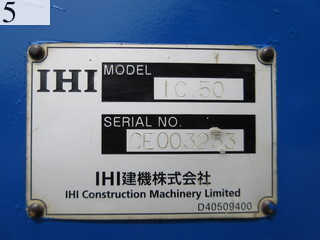 5
IHI
MODEL
IC 50
SERIAL NO.
CE003253
IHI建機株式会社
IHI Construction Machinery Limited
D40509400